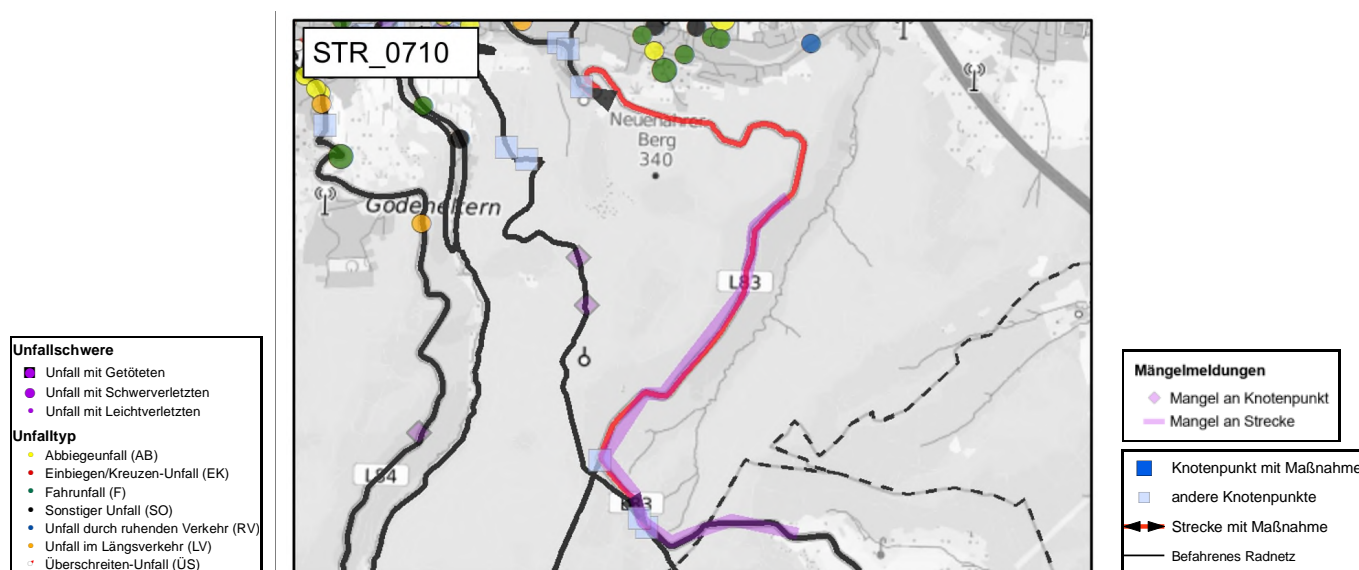 STR_0710
Neuenahrer
Berg
340
L83
L84
L83
Unfallschwere
Unfall mit Getöteten
Unfall mit Schwerverletzten
Unfall mit Leichtverletzten
Unfalltyp
Abbiegeunfall (AB)
Einbiegen/Kreuzen-Unfall (EK)
Fahrunfall (F)
Sonstiger Unfall (SO)
Unfall durch ruhenden Verkehr (RV)
Unfall im Längsverkehr (LV)
Überschreiten-Unfall (ÜS)
Mängelmeldungen
Mangel an Knotenpunkt
Mangel an Strecke
Knotenpunkt mit Maßnahme
andere Knotenpunkte
Strecke mit Maßnahme
Befahrenes Radnetz